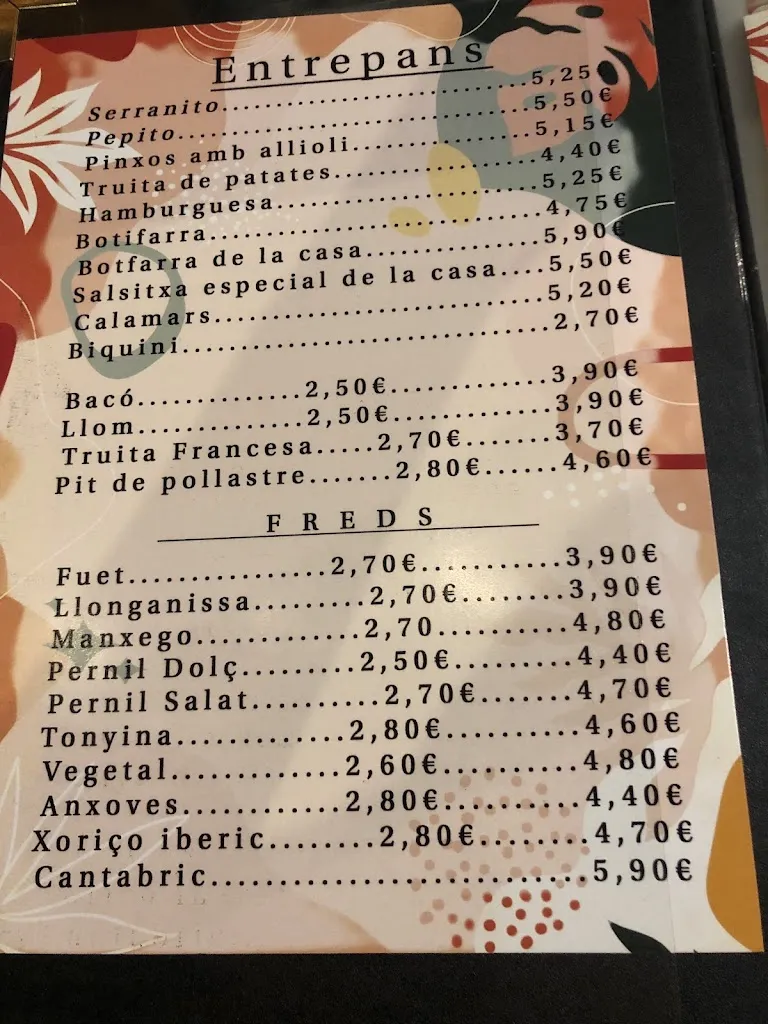 Entrepans
Serranito..............................5,25
Pepito..............................5,50€
Pinxos amb allioli..................5,15€
Truita de patates..................4,40€
Hamburguesa........................5,25€
Botifarra..............................4,75€
Botfarra de la casa................5,90€
Salsitxa especial de la casa....5,50€
Calamars..............................5,20€
Biquini..............................2,70€
Bacó..............2,50€.............3,90€
Llom..............2,50€.............3,90€
Truita Francesa.....2,70€.......3,70€
Pit de pollastre.......2,80€......4,60€
FREDS
Fuet.................2,70€............3,90€
Llonganissa.........2,70€........3,90€
Manxego.............2,70..........4,80€
Pernil Dolç.........2,50€.........4,40€
Pernil Salat..........2,70€.......4,70€
Tonyina.............2,80€..........4,60€
Vegetal.............2,60€..........4,80€
Anxoves............2,80€..........4,40€
Xoriço iberic........2,80€........4,70€
Cantabric............................5,90€